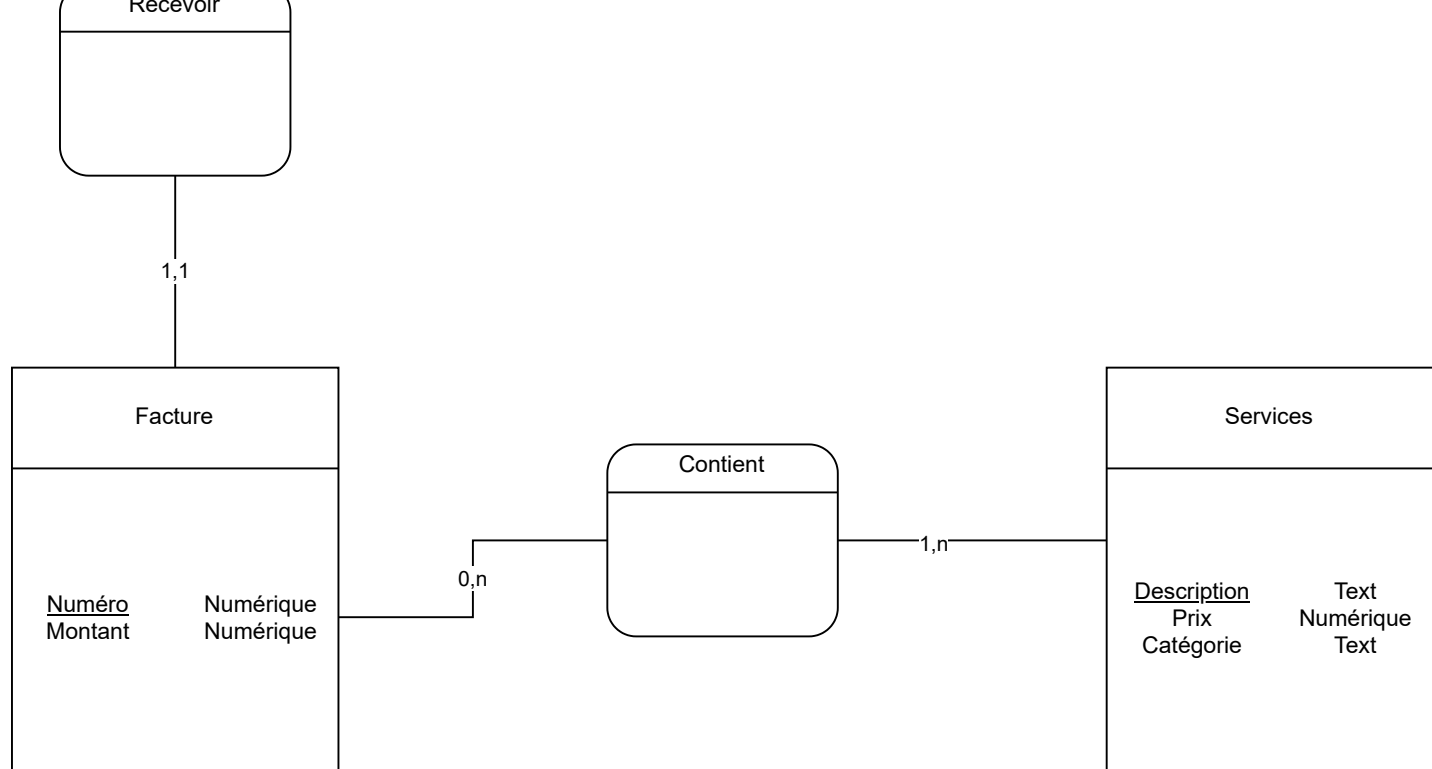 Recevoir
1,1
Facture
Services
Contient
1,n
0,n
Numéro Numérique
Montant Numérique
Description Text
Prix Numérique
Catégorie Text